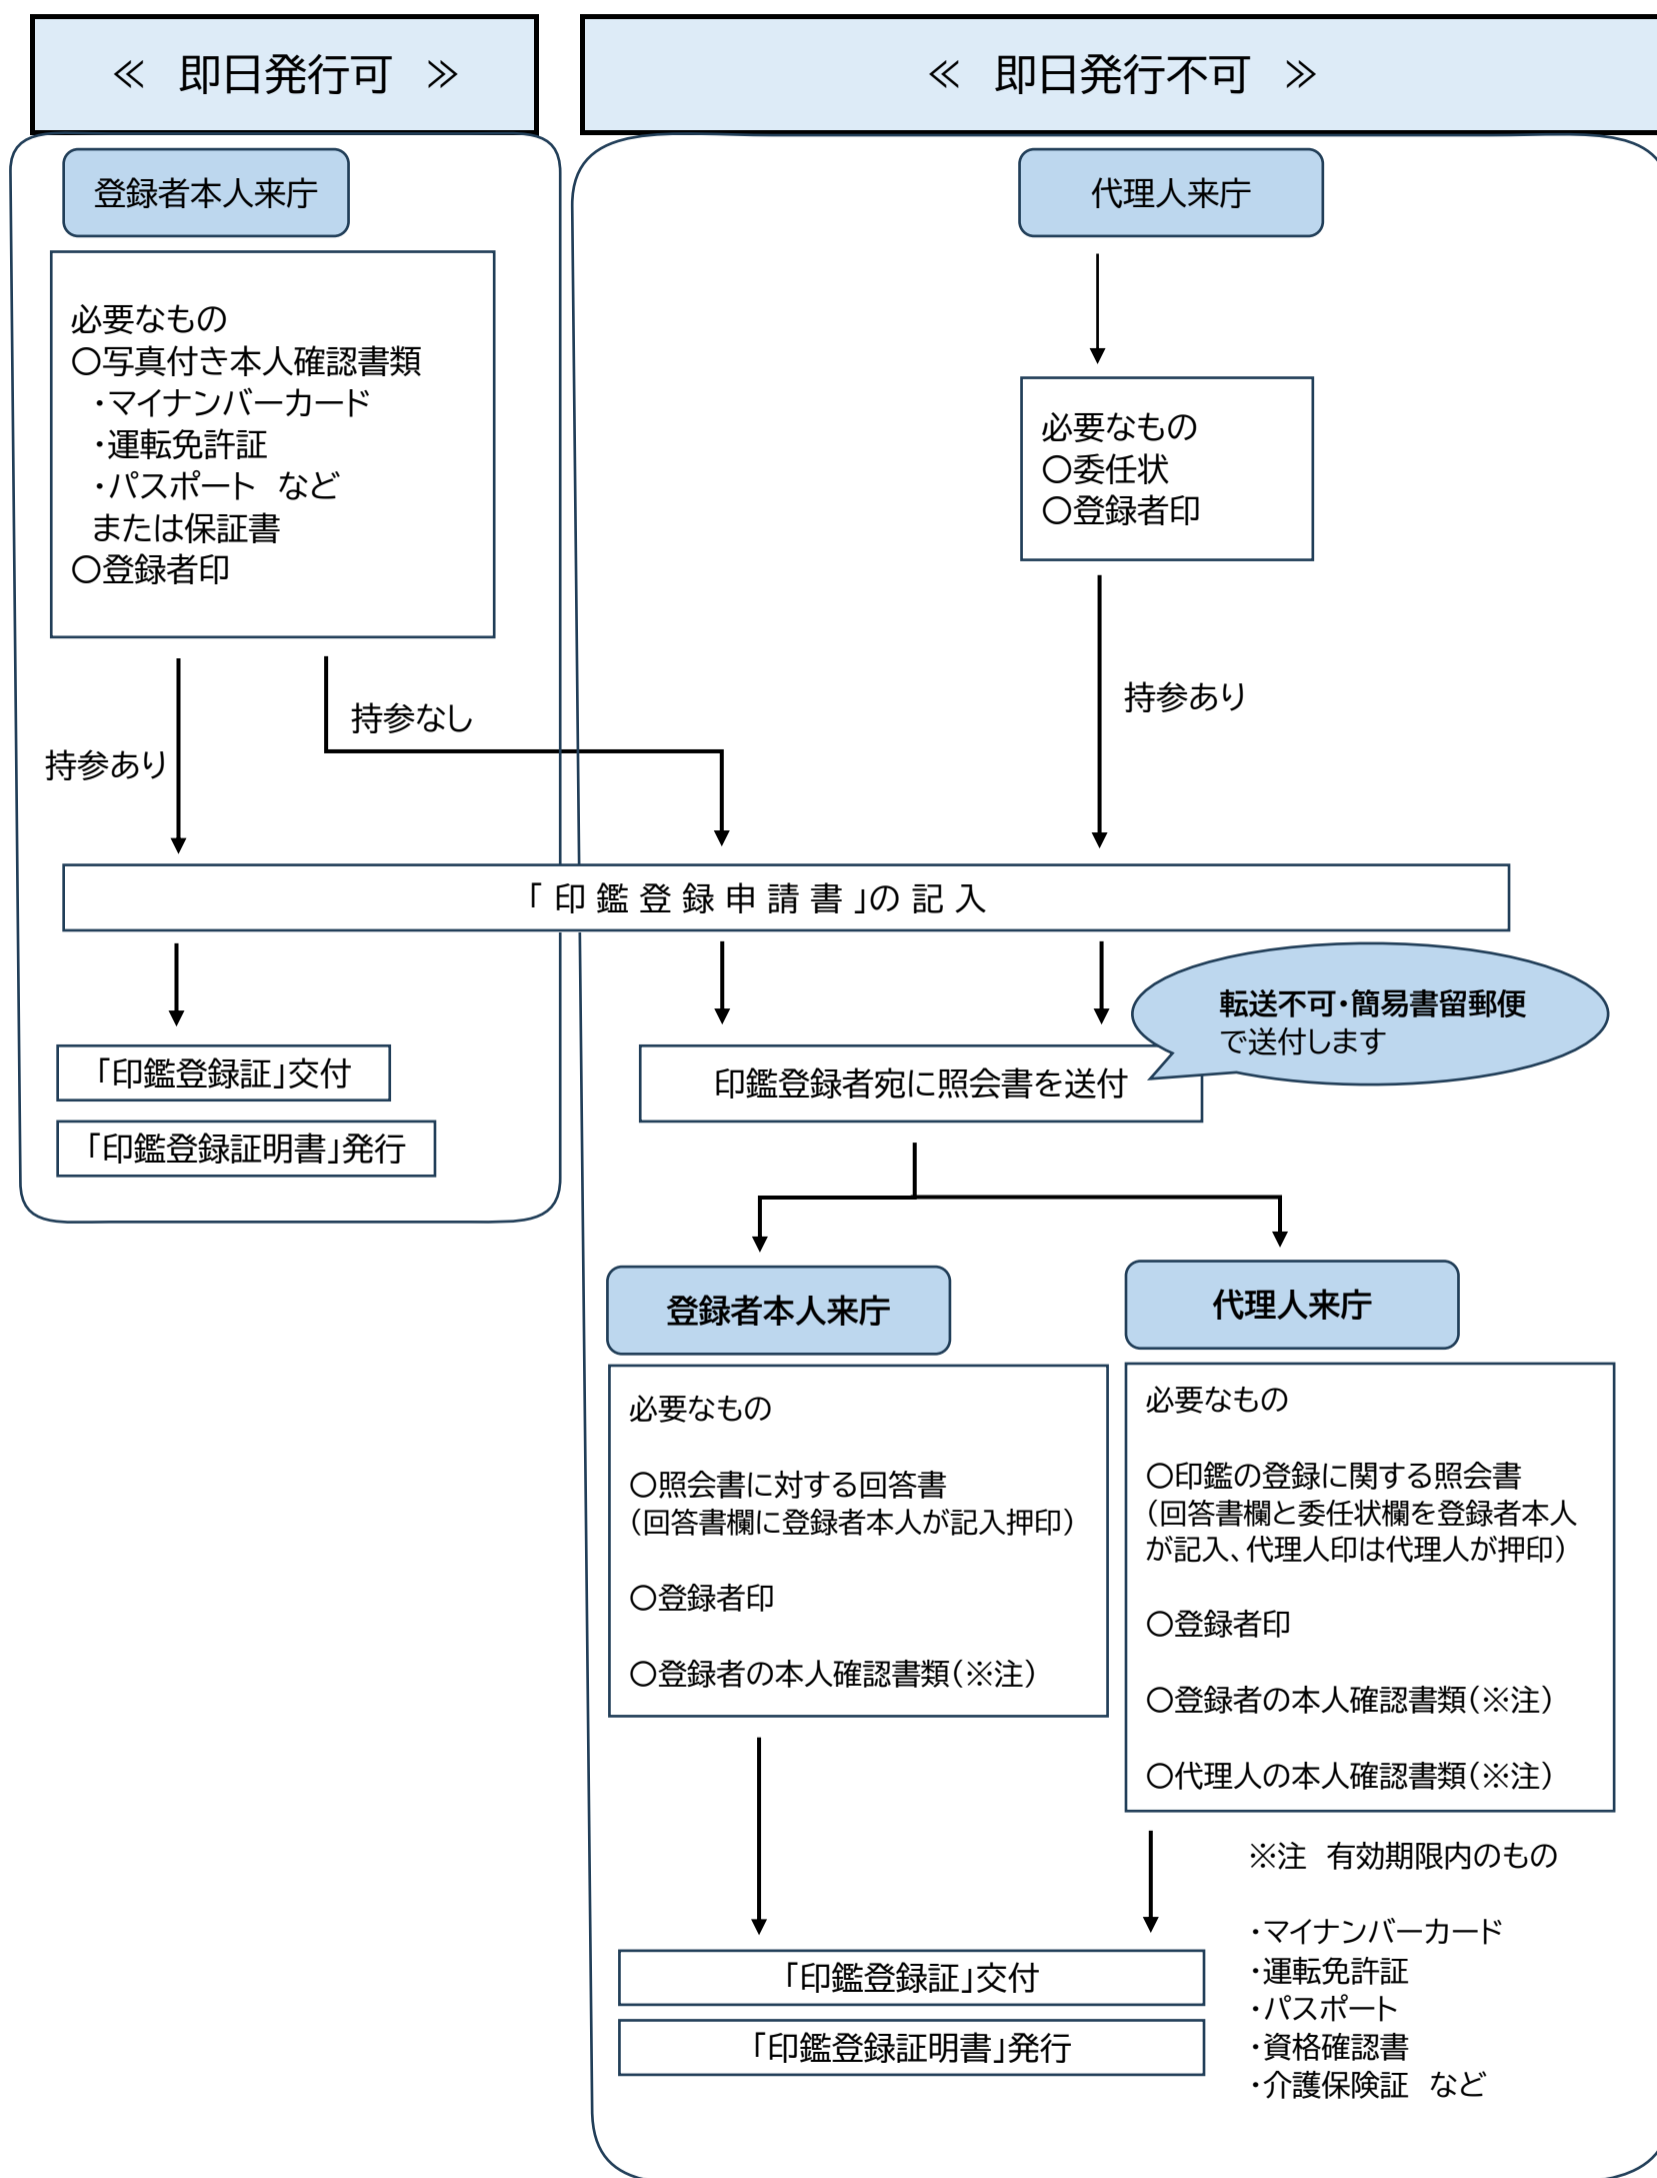 ≪ 即日発行可 ≫
≪ 即日発行不可 ≫
登録者本人来庁
必要なもの
〇写真付き本人確認書類
・マイナンバーカード
・運転免許証
・パスポート など
または保証書
〇登録者印
持参あり
持参なし
代理人来庁
必要なもの
〇委任状
〇登録者印
持参あり
「 印 鑑 登 録 申 請 書 」の 記 入
「印鑑登録証」交付
「印鑑登録証明書」発行
転送不可・簡易書留郵便
で送付します
印鑑登録者宛に照会書を送付
登録者本人来庁
必要なもの
〇照会書に対する回答書
（回答書欄に登録者本人が記入押印）
〇登録者印
〇登録者の本人確認書類（※注）
代理人来庁
必要なもの
〇印鑑の登録に関する照会書
（回答書欄と委任状欄を登録者本人
が記入、代理人印は代理人が押印）
〇登録者印
〇登録者の本人確認書類（※注）
〇代理人の本人確認書類（※注）
※注 有効期限内のもの
・マイナンバーカード
・運転免許証
・パスポート
・資格確認書
・介護保険証 など
「印鑑登録証」交付
「印鑑登録証明書」発行